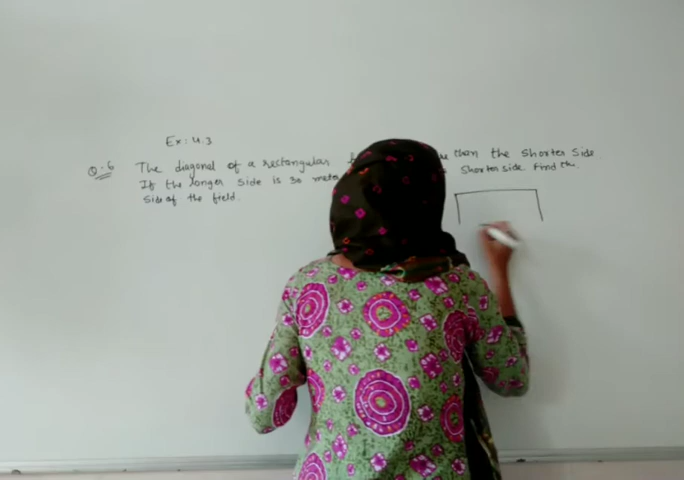 Ex: 4.3
Q.6 The diagonal of a rectangular than the shorter side
If the longer side is 30 shorter side Find the
side of the field.